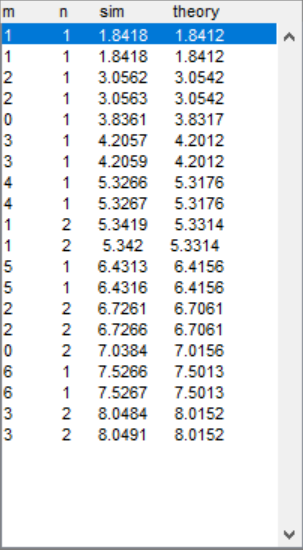 m n sim theory
1 1 1.8418 1.8412
1 1 1.8418 1.8412
2 1 3.0562 3.0542
2 1 3.0563 3.0542
0 1 3.8361 3.8317
3 1 4.2057 4.2012
3 1 4.2059 4.2012
4 1 5.3266 5.3176
4 1 5.3267 5.3176
1 2 5.3419 5.3314
1 2 5.342 5.3314
5 1 6.4313 6.4156
5 1 6.4316 6.4156
2 2 6.7261 6.7061
2 2 6.7266 6.7061
0 2 7.0384 7.0156
6 1 7.5266 7.5013
6 1 7.5267 7.5013
3 2 8.0484 8.0152
3 2 8.0491 8.0152